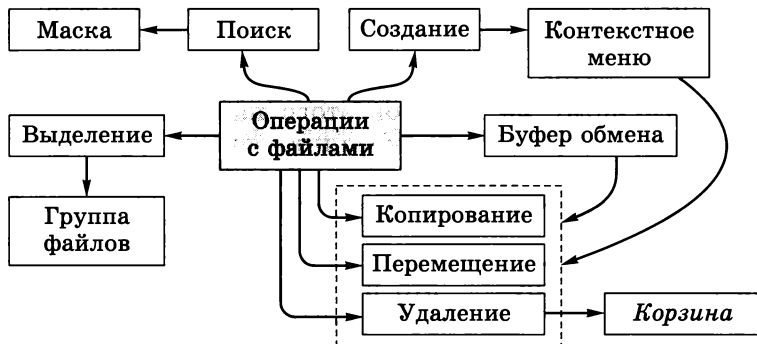 Маска
Поиск
Создание
Контекстное
меню
Выделение
Операции
с файлами
Буфер обмена
Группа
файлов
Копирование
Перемещение
Удаление
Корзина